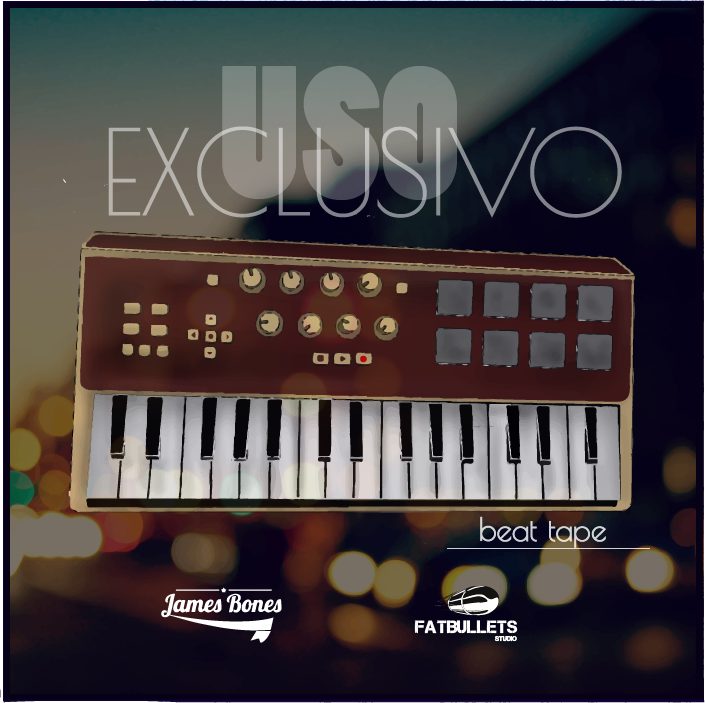 USO
EXCLUSIVO
beat tape
James Bones
FATBULLETS
STUDIO